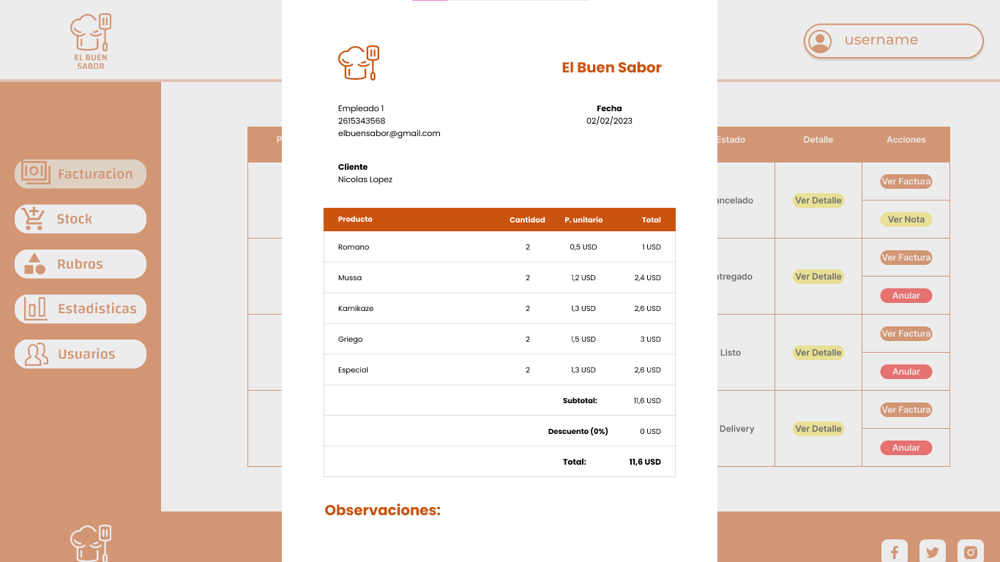 EL BUEN
SABOR
username
Facturacion
Stock
Rubros
Estadisticas
Usuarios
El Buen Sabor
Empleado 1
2615343568
elbuensabor@gmail.com
Fecha
02/02/2023
Cliente
Nicolas Lopez
Producto Cantidad P. unitario Total
Romano 2 0,5 USD 1 USD
Mussa 2 1,2 USD 2,4 USD
Kamikaze 2 1,3 USD 2,6 USD
Griego 2 1,5 USD 3 USD
Especial 2 1,3 USD 2,6 USD
Subtotal: 11,6 USD
Descuento (0%) 0 USD
Total: 11,6 USD
Observaciones:
Estado Detalle Acciones
ancelado Ver Detalle Ver Factura
Ver Nota
ntregado Ver Detalle Ver Factura
Anular
Listo Ver Detalle Ver Factura
Anular
Delivery Ver Detalle Ver Factura
Anular